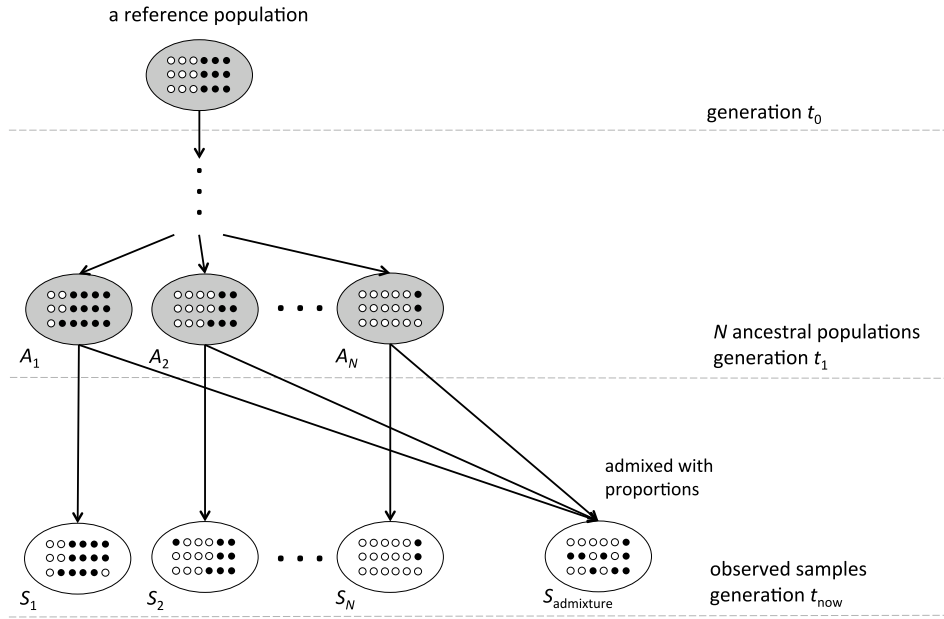 a reference population
generation t0
A1
A2
AN
N ancestral populations
generation t1
admixed with
proportions
S1
S2
SN
Sadmixture
observed samples
generation tnow